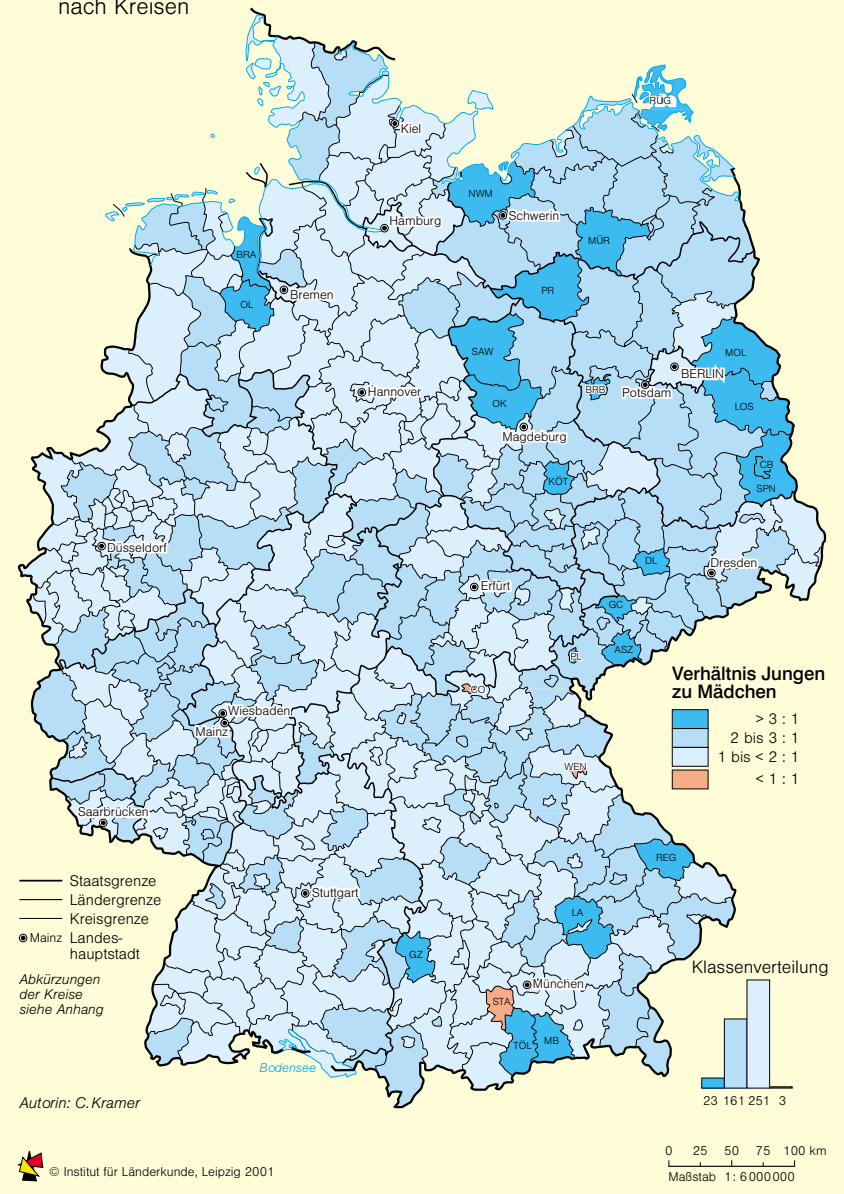 nach Kreisen
Kiel
RÜG
NWM
Schwerin
Hamburg
MÜR
BRA
OL
Bremen
PR
SAW
MOL
BERLIN
BRB
Potsdam
Hannover
OK
LOS
Magdeburg
CB
KÖT
SPN
Düsseldorf
DL
Dresden
Erfurt
GC
ASZ
PL
CO
Wiesbaden
Mainz
WEN
Saarbrücken
REG
Stuttgart
LA
GZ
München
STA
TÖL
MB
Bodensee
Verhältnis Jungen
zu Mädchen
> 3 : 1
2 bis 3 : 1
1 bis < 2 : 1
< 1 : 1
Staatsgrenze
Ländergrenze
Kreisgrenze
Mainz Landes-
hauptstadt
Abkürzungen
der Kreise
siehe Anhang
Klassenverteilung
23 161 251 3
Autorin: C. Kramer
© Institut für Länderkunde, Leipzig 2001
0 25 50 75 100 km
Maßstab 1 : 6 000 000